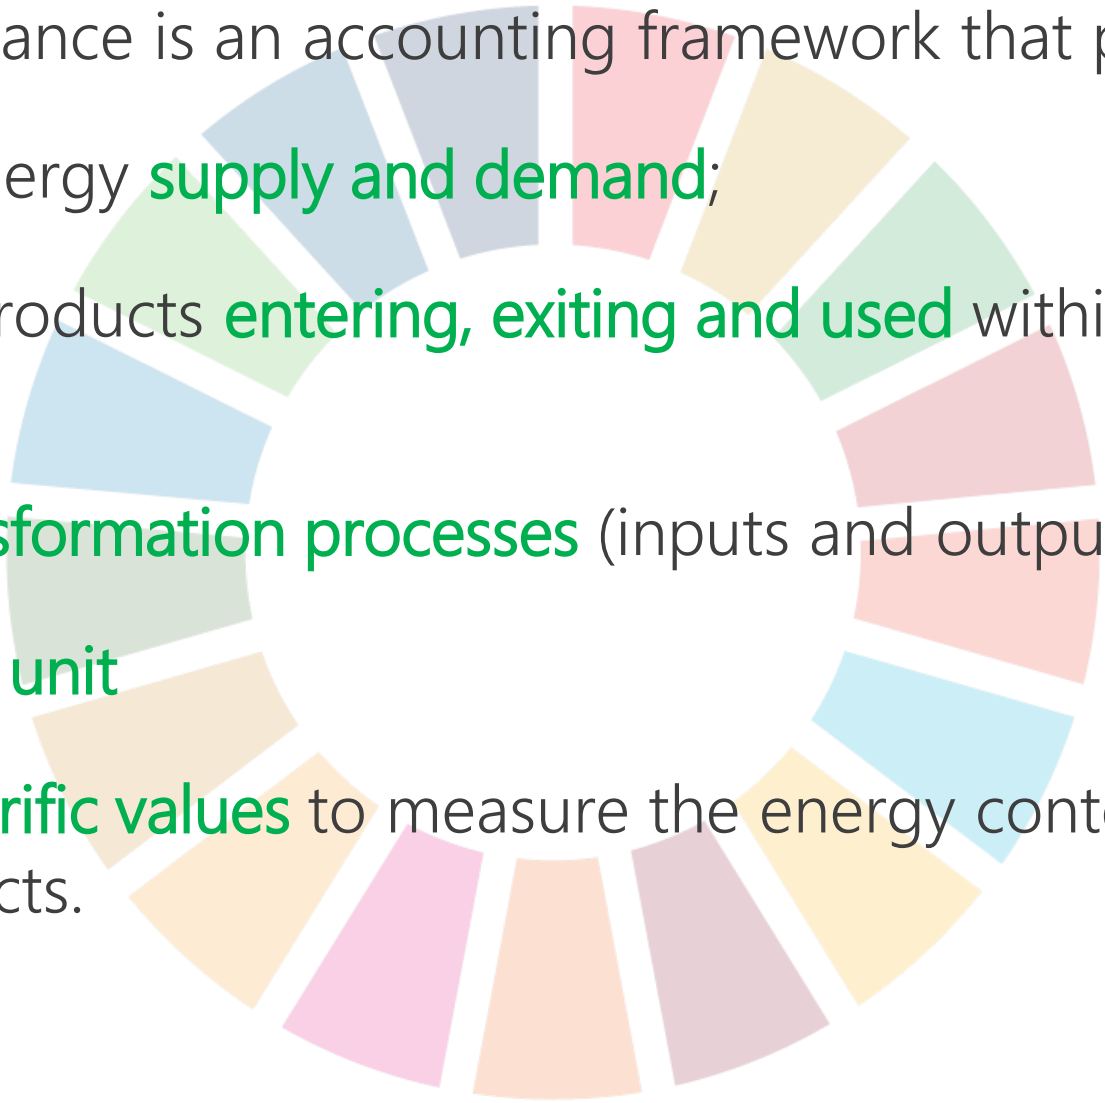 ance is an accounting framework that p
ergy supply and demand;
roducts entering, exiting and used withi
sformation processes (inputs and outpu
unit
rific values to measure the energy conte
cts.